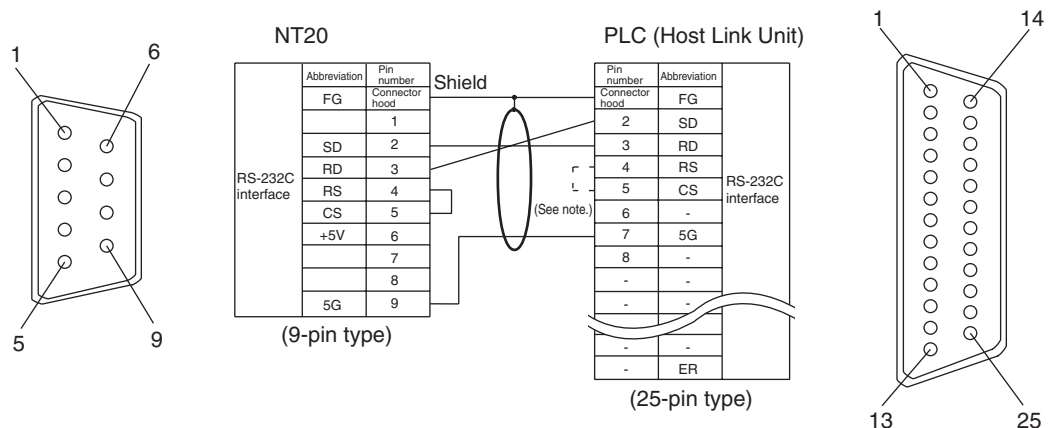 NT20
PLC (Host Link Unit)
1
6
5
9
RS-232C
interface
Abbreviation Pin
number
FG Connector
hood
1
SD 2
RD 3
RS 4
CS 5
+5V 6
7
8
5G 9
(9-pin type)
Shield
(See note.)
Pin
number Abbreviation
Connector
hood FG
2 SD
3 RD
4 RS
5 CS
6 -
7 5G
8 -
- -
- -
- -
- ER
RS-232C
interface
(25-pin type)
1
14
13
25